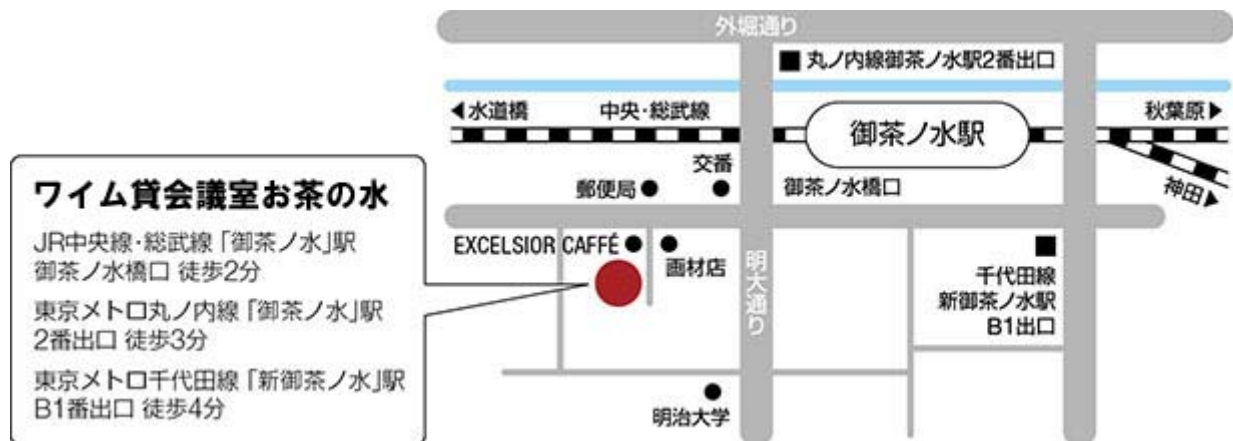 外堀通り
■丸ノ内線御茶ノ水駅2番出口
◀水道橋
中央・総武線
御茶ノ水駅
秋葉原▶
神田▶
交番
郵便局
御茶ノ水橋口
EXCELSIOR CAFFÉ
画材店
明大通り
千代田線
新御茶ノ水駅
B1出口
明治大学
ワイム貸会議室お茶の水
JR中央線・総武線「御茶ノ水」駅
御茶ノ水橋口 徒歩2分
東京メトロ丸ノ内線「御茶ノ水」駅
2番出口 徒歩3分
東京メトロ千代田線「新御茶ノ水」駅
B1番出口 徒歩4分